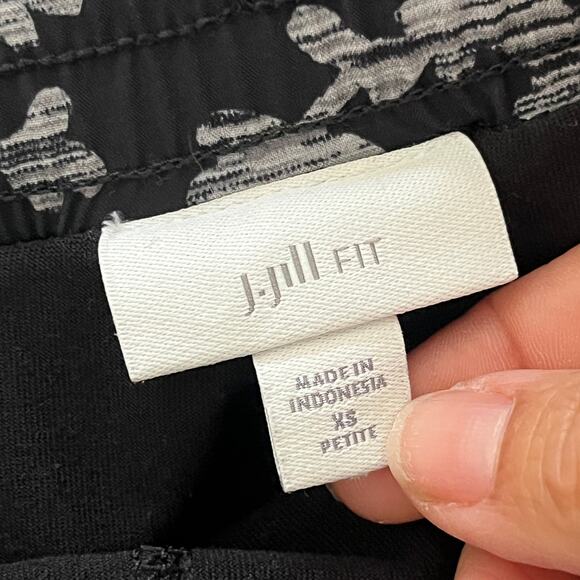 J.Jill FIT
MADE IN
INDONESIA
XS
PETITE